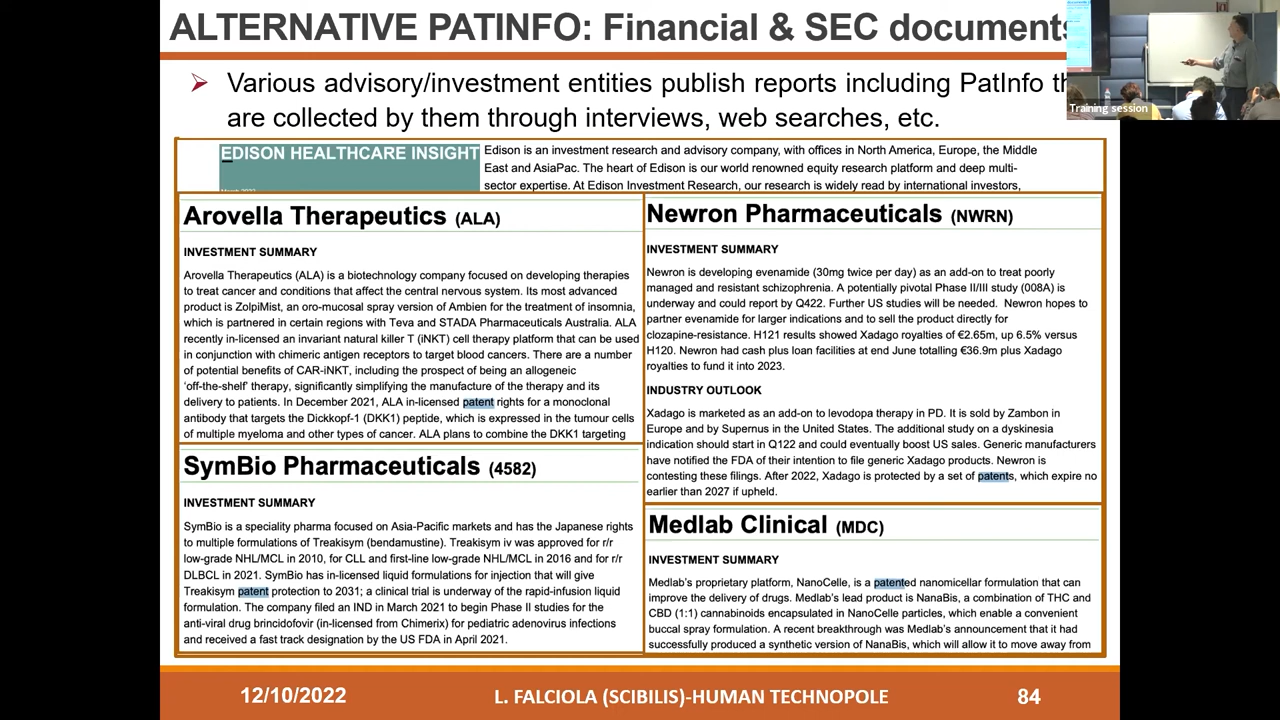 ALTERNATIVE PATINFO: Financial & SEC documents
Training session
Various advisory/investment entities publish reports including PatInfo
are collected by them through interviews, web searches, etc.
EDISON HEALTHCARE INSIGHT
March 2022
Edison is an investment research and advisory company, with offices in North America, Europe, the Middle
East and AsiaPac. The heart of Edison is our world renowned equity research platform and deep multi-
sector expertise. At Edison Investment Research, our research is widely read by international investors,
Arovella Therapeutics (ALA)
INVESTMENT SUMMARY
Arovella Therapeutics (ALA) is a biotechnology company focused on developing therapies
to treat cancer and conditions that affect the central nervous system. Its most advanced
product is ZolpiMist, an oro-mucosal spray version of Ambien for the treatment of insomnia,
which is partnered in certain regions with Teva and STADA Pharmaceuticals Australia. ALA
recently in-licensed an invariant natural killer T (iNKT) cell therapy platform that can be used
in conjunction with chimeric antigen receptors to target blood cancers. There are a number
of potential benefits of CAR-iNKT, including the prospect of being an allogeneic
'off-the-shelf' therapy, significantly simplifying the manufacture of the therapy and its
delivery to patients. In December 2021, ALA in-licensed patent rights for a monoclonal
antibody that targets the Dickkopf-1 (DKK1) peptide, which is expressed in the tumour cells
of multiple myeloma and other types of cancer. ALA plans to combine the DKK1 targeting
SymBio Pharmaceuticals (4582)
INVESTMENT SUMMARY
SymBio is a speciality pharma focused on Asia-Pacific markets and has the Japanese rights
to multiple formulations of Treakisym (bendamustine). Treakisym iv was approved for r/r
low-grade NHL/MCL in 2010, for CLL and first-line low-grade NHL/MCL in 2016 and for r/r
DLBCL in 2021. SymBio has in-licensed liquid formulations for injection that will give
Treakisym patent protection to 2031; a clinical trial is underway of the rapid-infusion liquid
formulation. The company filed an IND in March 2021 to begin Phase II studies for the
anti-viral drug brincidofovir (in-licensed from Chimerix) for pediatric adenovirus infections
and received a fast track designation by the US FDA in April 2021.
Newron Pharmaceuticals (NWRN)
INVESTMENT SUMMARY
Newron is developing evenamide (30mg twice per day) as an add-on to treat poorly
managed and resistant schizophrenia. A potentially pivotal Phase II/III study (008A) is
underway and could report by Q422. Further US studies will be needed. Newron hopes to
partner evenamide for larger indications and to sell the product directly for
clozapine-resistance. H121 results showed Xadago royalties of €2.65m, up 6.5% versus
H120. Newron had cash plus loan facilities at end June totalling €36.9m plus Xadago
royalties to fund it into 2023.
INDUSTRY OUTLOOK
Xadago is marketed as an add-on to levodopa therapy in PD. It is sold by Zambon in
Europe and by Supernus in the United States. The additional study on a dyskinesia
indication should start in Q122 and could eventually boost US sales. Generic manufacturers
have notified the FDA of their intention to file generic Xadago products. Newron is
contesting these filings. After 2022, Xadago is protected by a set of patents, which expire no
earlier than 2027 if upheld.
Medlab Clinical (MDC)
INVESTMENT SUMMARY
Medlab's proprietary platform, NanoCelle, is a patented nanomicellar formulation that can
improve the delivery of drugs. Medlab's lead product is NanaBis, a combination of THC and
CBD (1:1) cannabinoids encapsulated in NanoCelle particles, which enable a convenient
buccal spray formulation. A recent breakthrough was Medlab's announcement that it had
successfully produced a synthetic version of NanaBis, which will allow it to move away from
12/10/2022
L. FALCIOLA (SCIBILIS)-HUMAN TECHNOPOLE
84